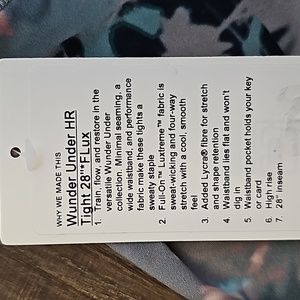 WHY WE MADE THIS
Wunder Under HR
Tight 28"*FLux
1. Train, flow, and restore in the
versatile Wunder Under
collection. Minimal seaming, a
wide waistband, and performance
fabric make these tights a
sweaty staple
2. Full-On™ Luxtreme™ fabric is
sweat-wicking and four-way
stretch with a cool, smooth
feel
3. Added Lycra® fibre for stretch
and shape retention
4. Waistband lies flat and won't
dig in
5. Waistband pocket holds your key
or card
6. High rise
7. 28" Inseam